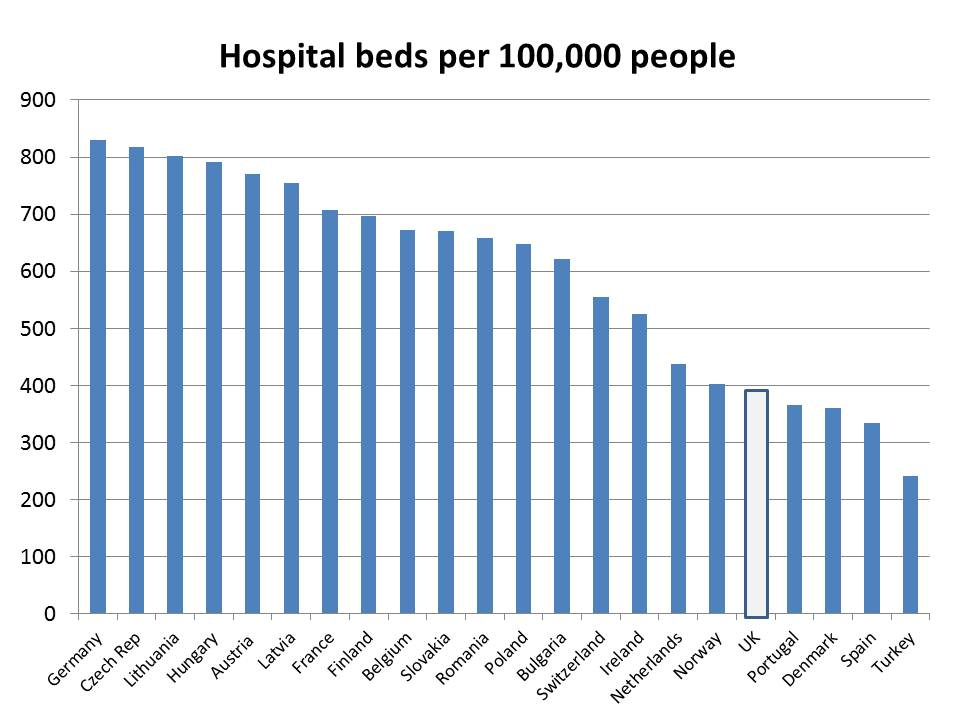 Hospital beds per 100,000 people
900
800
700
600
500
400
300
200
100
0
Germany
Czech Rep
Lithuania
Hungary
Austria
Latvia
France
Finland
Belgium
Slovakia
Romania
Poland
Bulgaria
Switzerland
Ireland
Netherlands
Norway
UK
Portugal
Denmark
Spain
Turkey